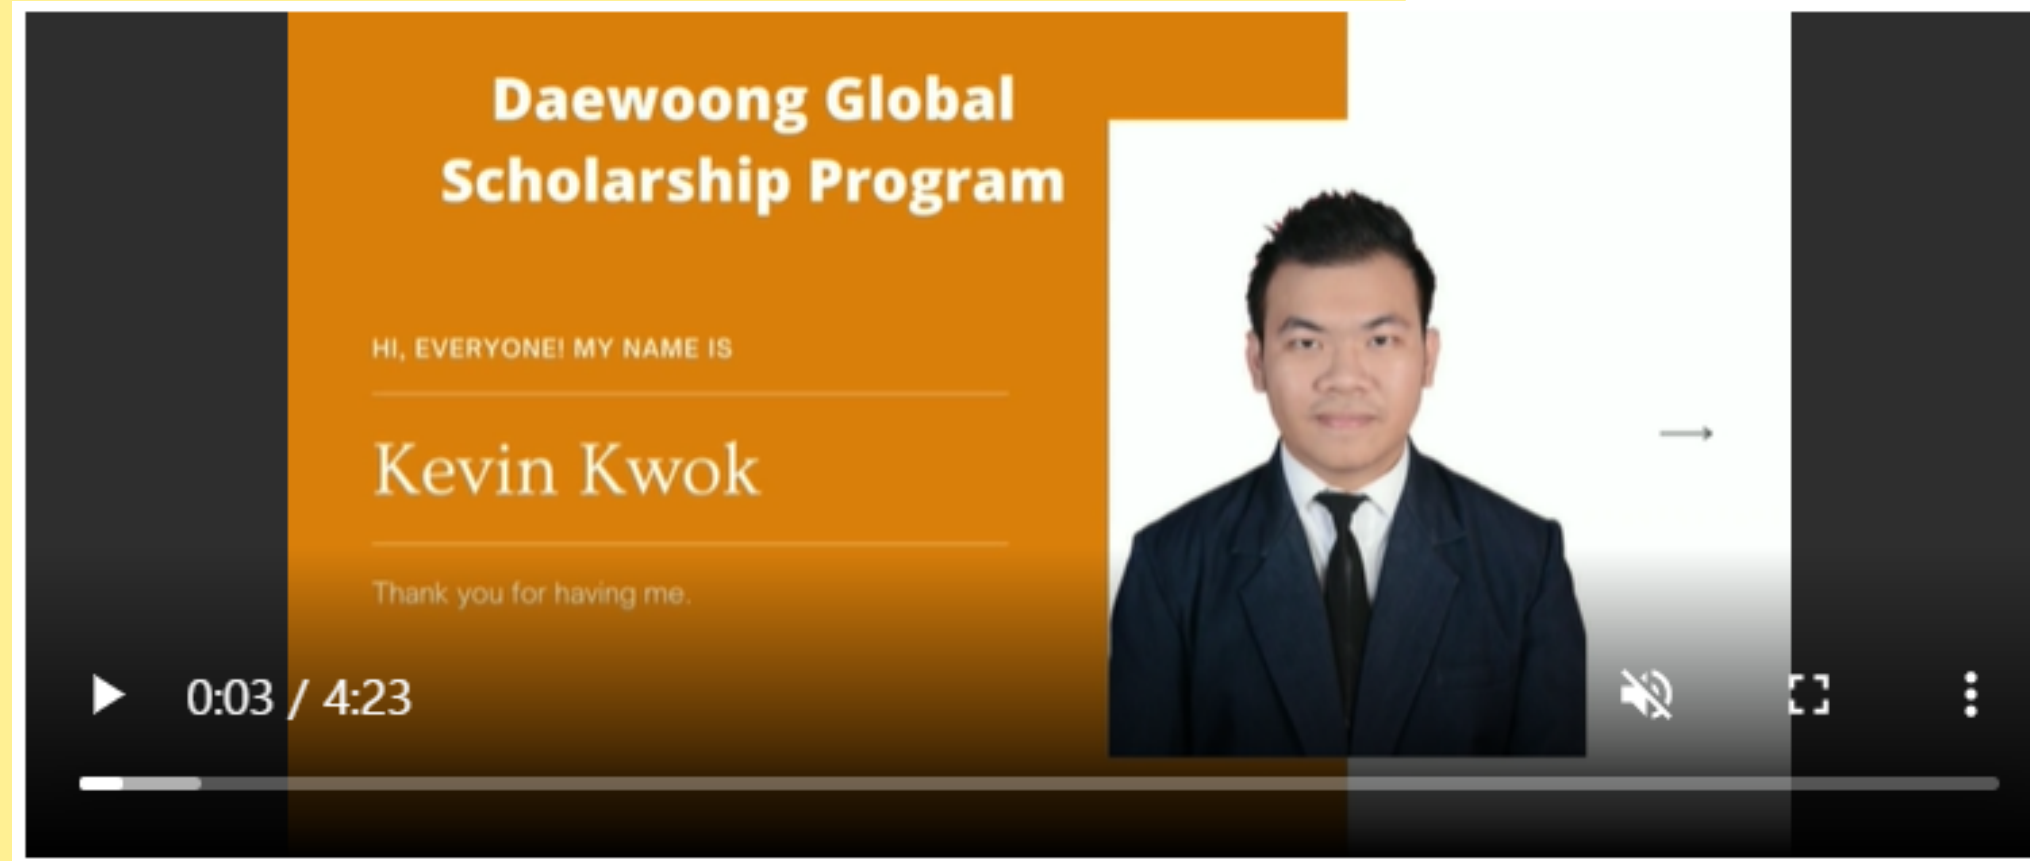 Daewoong Global
Scholarship Program
HI, EVERYONE! MY NAME IS
Kevin Kwok
Thank you for having me.
0:03 / 4:23